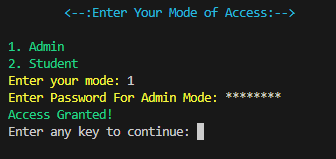 <--:Enter Your Mode of Access:-->
1. Admin
2. Student
Enter your mode: 1
Enter Password For Admin Mode: ********
Access Granted!
Enter any key to continue: